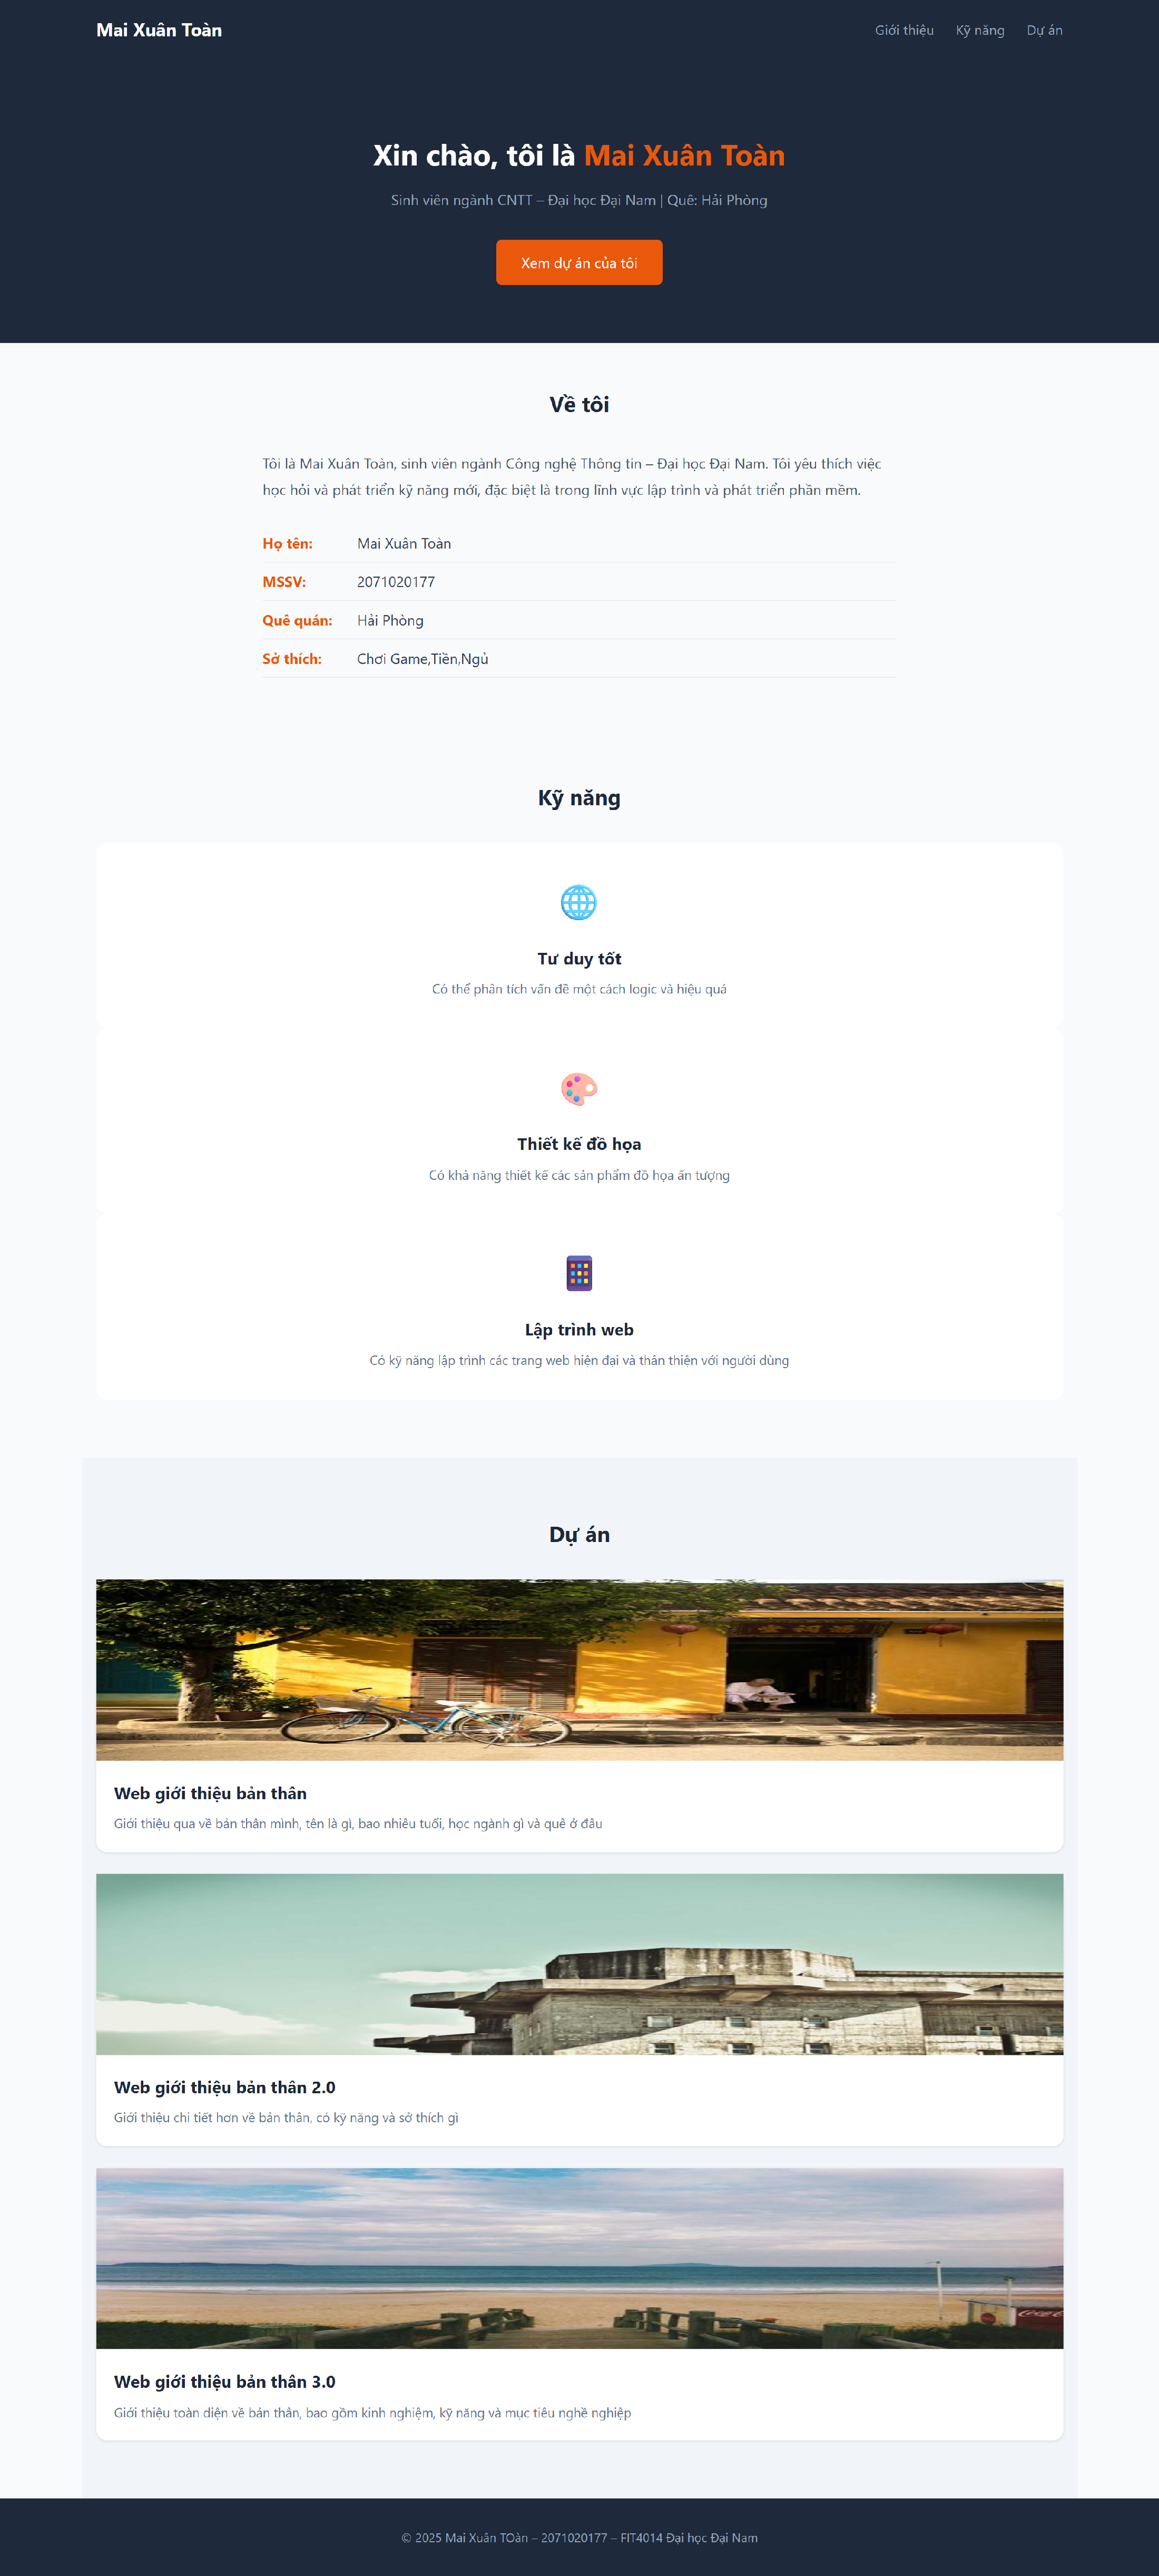 Mai Xuân Toàn
Giới thiệu Kỹ năng Dự án
Xin chào, tôi là Mai Xuân Toàn
Sinh viên ngành CNTT – Đại học Đại Nam | Quê: Hải Phòng
Xem dự án của tôi
Về tôi
Tôi là Mai Xuân Toàn, sinh viên ngành Công nghệ Thông tin – Đại học Đại Nam. Tôi yêu thích việc
học hỏi và phát triển kỹ năng mới, đặc biệt là trong lĩnh vực lập trình và phát triển phần mềm.
Họ tên: Mai Xuân Toàn
MSSV: 2071020177
Quê quán: Hải Phòng
Sở thích: Chơi Game,Tiền,Ngủ
Kỹ năng
Tư duy tốt
Có thể phân tích vấn đề một cách logic và hiệu quả
Thiết kế đồ họa
Có khả năng thiết kế các sản phẩm đồ họa ấn tượng
Lập trình web
Có kỹ năng lập trình các trang web hiện đại và thân thiện với người dùng
Dự án
Web giới thiệu bản thân
Giới thiệu qua về bản thân mình, tên là gì, bao nhiêu tuổi, học ngành gì và quê ở đâu
Web giới thiệu bản thân 2.0
Giới thiệu chi tiết hơn về bản thân, có kỹ năng và sở thích gì
Web giới thiệu bản thân 3.0
Giới thiệu toàn diện về bản thân, bao gồm kinh nghiệm, kỹ năng và mục tiêu nghề nghiệp
© 2025 Mai Xuân TOàn – 2071020177 – FIT4014 Đại học Đại Nam